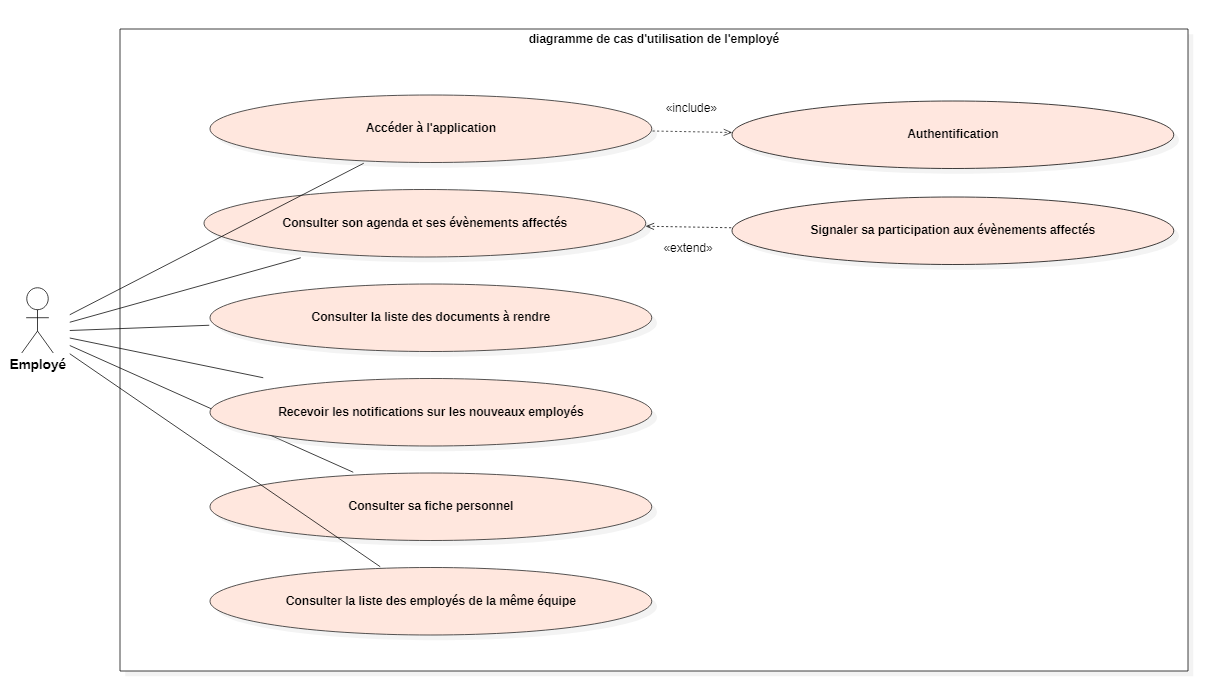 diagramme de cas d'utilisation de l'employé
Accéder à l'application
«include»
Authentification
Consulter son agenda et ses évènements affectés
«extend»
Signaler sa participation aux évènements affectés
Consulter la liste des documents à rendre
Employé
Recevoir les notifications sur les nouveaux employés
Consulter sa fiche personnel
Consulter la liste des employés de la même équipe